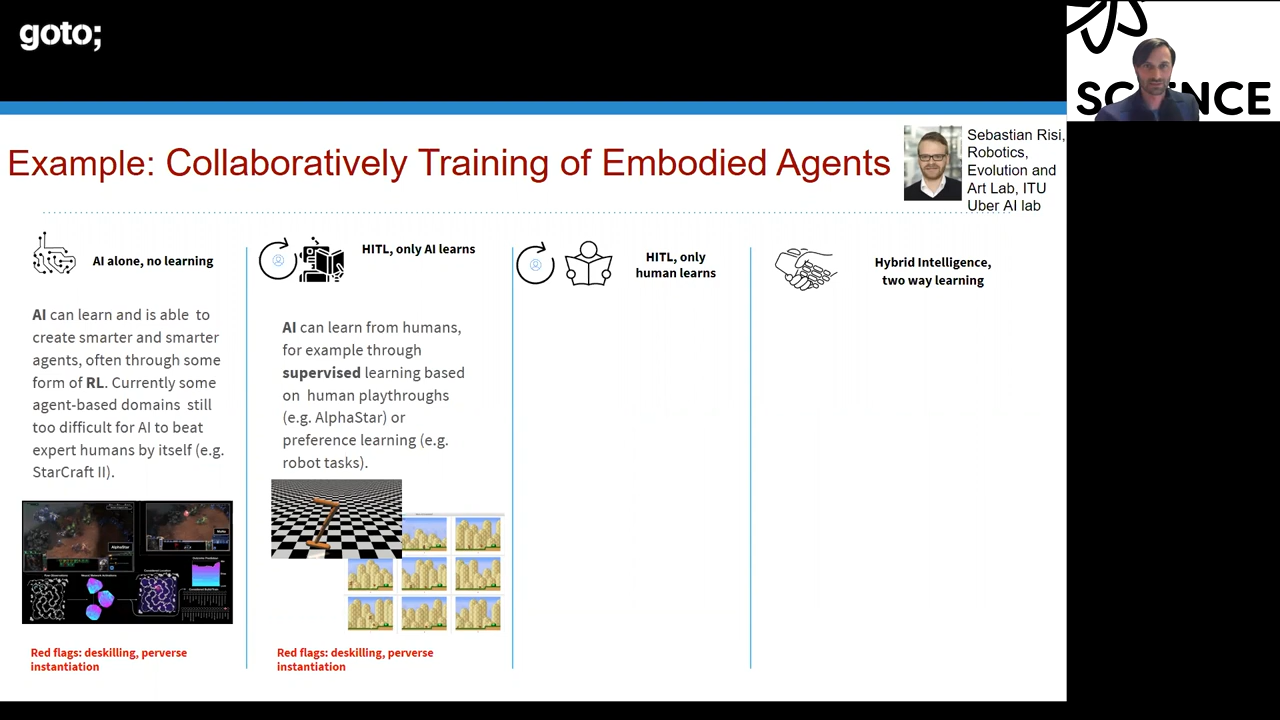 goto;
SCIENCE
Example: Collaboratively Training of Embodied Agents
Sebastian Risi,
Robotics,
Evolution and
Art Lab, ITU
Uber AI lab
AI alone, no learning
AI can learn and is able to
create smarter and smarter
agents, often through some
form of RL. Currently some
agent-based domains still
too difficult for AI to beat
expert humans by itself (e.g.
StarCraft II).
Red flags: deskilling, perverse
instantiation
HITL, only AI learns
AI can learn from humans,
for example through
supervised learning based
on human playthroughs
(e.g. AlphaStar) or
preference learning (e.g.
robot tasks).
Red flags: deskilling, perverse
instantiation
HITL, only
human learns
Hybrid Intelligence,
two way learning